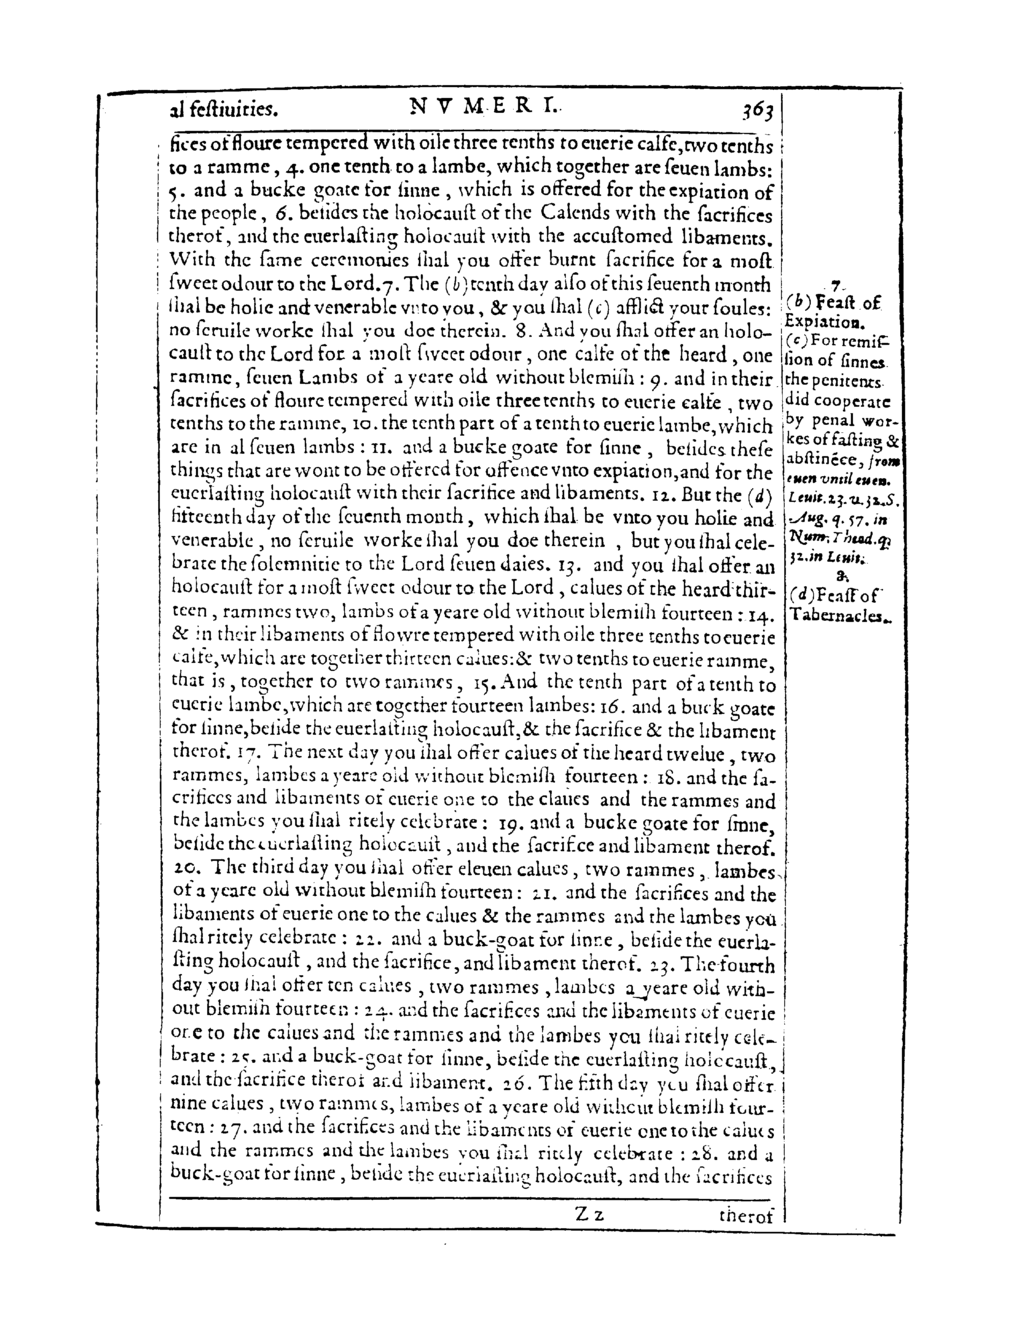 al feſtiuities. NVMERI. 363
fices of floure tempered with oile three tenths to euerie calfe, two tenths
to a ramme, 4. one tenth to a lambe, which together are ſeuen lambs:
5. and a bucke goate for ſinne, which is offered for the expiation of
the people, 6. beſides the holocauſt of the Calends with the ſacrifices
therof, and the euerlaſting holocauſt with the accuſtomed libaments.
With the ſame ceremonies ſhal you offer burnt ſacrifice for a moſt
ſweet odour to the Lord. 7. The (b) tenth day alſo of this ſeuenth month
ſhal be holie and venerable vnto you, & you ſhal (c) afflict your ſoules:
no ſeruile worke ſhal you doe therein. 8. And you ſhal offer an holo-
cauſt to the Lord for a moſt ſweet odour, one calfe of the heard, one
ramme, ſeuen Lambs of a yeare old without blemiſh: 9. and in their
ſacrifices of floure tempered with oile three tenths to euerie calfe, two
tenths to the ramme, 10. the tenth part of a tenth to euerie lambe, which
are in al ſeuen lambs: 11. and a bucke goate for ſinne, beſides theſe
things that are wont to be offered for offence vnto expiation, and for the
euerlaſting holocauſt with their ſacrifice and libaments. 12. But the (d)
fifteenth day of the ſeuenth month, which ſhal be vnto you holie and
venerable, no ſeruile worke ſhal you doe therein, but you ſhal cele-
brate the ſolemnitie to the Lord ſeuen daies. 13. and you ſhal offer an
holocauſt for a moſt ſweet odour to the Lord, calues of the heard thir-
teen, rammes two, lambs of a yeare old without blemiſh fourteen: 14.
& in their libaments of flowre tempered with oile three tenths to euerie
calfe, which are together thirteen calues: & two tenths to euerie ramme,
that is, together to two rammes, 15. And the tenth part of a tenth to
euerie lambe, which are together fourteen lambes: 16. and a buck goate
for ſinne, beſide the euerlaſting holocauſt, & the ſacrifice & the libament
therof. 17. The next day you ſhal offer calues of the heard twelue, two
rammes, lambes a yeare old without blemiſh fourteen: 18. and the ſa-
crifices and libaments of euerie one to the claues and the rammes and
the lambes you ſhal ritely celebrate: 19. and a bucke goate for ſinne,
beſide the euerlaſting holocauſt, and the ſacrifice and libament therof.
20. The third day you ſhal offer eleuen calues, two rammes, lambes
of a yeare old without blemiſh fourteen: 21. and the ſacrifices and the
libaments of euerie one to the calues & the rammes and the lambes you
ſhal ritely celebrate: 22. and a buck-goat for ſinne, beſide the euerla-
ſting holocauſt, and the ſacrifice, and libament therof. 23. The fourth
day you ſhal offer ten calues, two rammes, lambes a yeare old with-
out blemiſh fourteen: 24. and the ſacrifices and the libaments of euerie
one to the calues and the rammes and the lambes you ſhal ritely cele-
brate: 25. and a buck-goat for ſinne, beſide the euerlaſting holocauſt,
and the ſacrifice therof and libament. 26. The fifth day you ſhal offer
nine calues, two rammes, lambes of a yeare old without blemiſh four-
teen: 27. and the ſacrifices and the libaments of euerie one to the calues
and the rammes and the lambes you ſhal ritely celebrate: 28. and a
buck-goat for ſinne, beſide the euerlaſting holocauſt, and the ſacrifices
Zz therof
7.
(b) Feaſt of
Expiation.
(c) For remiſ-
ſion of ſinnes
the penitents
did cooperate
by penal wor-
kes of faſting &
abſtinēce, from
euen vntil euen.
Leuit. 23. v. 32. S.
Aug. q. 57. in
Num. Theod. q.
32. in Leuit.
(d) Feaſt of
Tabernacles.